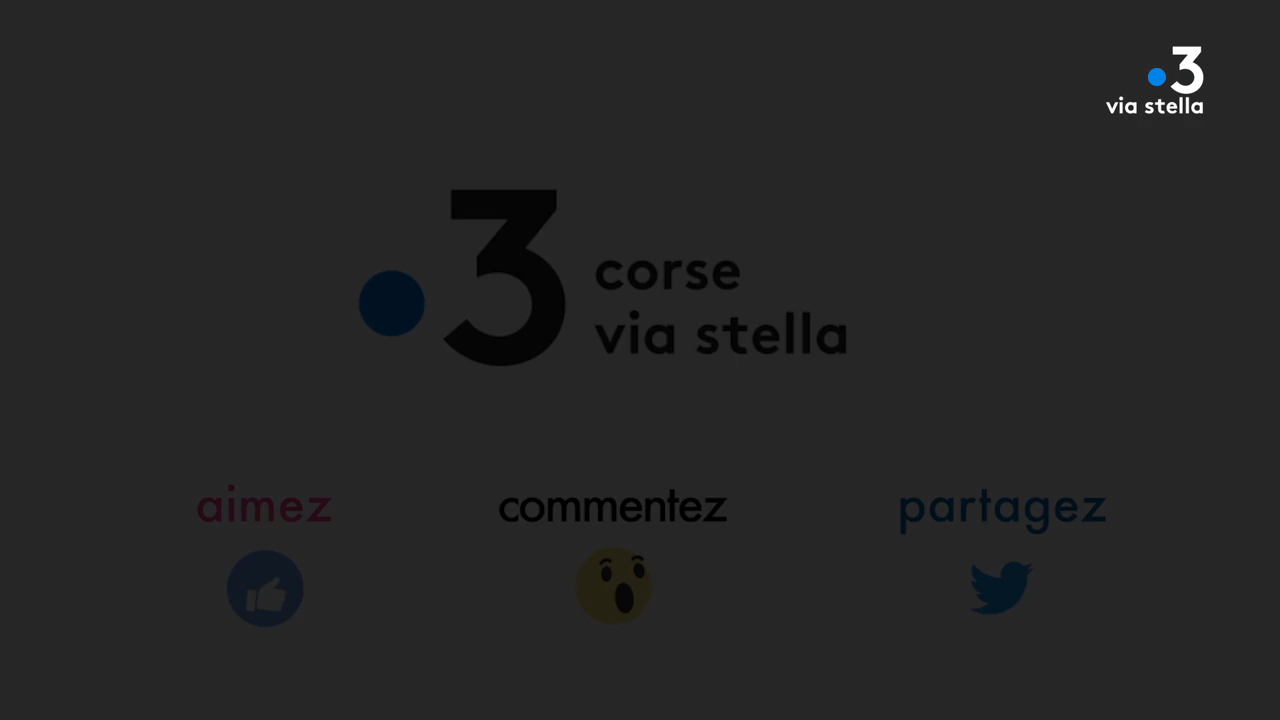 3
via stella
3
corse
via stella
aimez
commentez
partagez